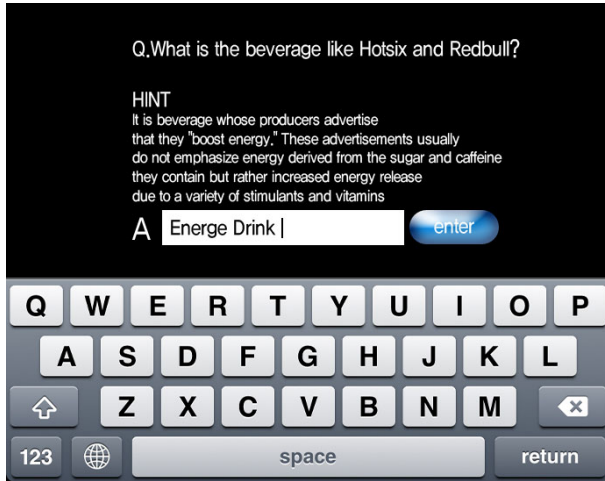 Q.What is the beverage like Hotsix and Redbull?
HINT
It is beverage whose producers advertise
that they "boost energy." These advertisements usually
do not emphasize energy derived from the sugar and caffeine
they contain but rather increased energy release
due to a variety of stimulants and vitamins
A Energe Drink enter
Q W E R T Y U I O P
A S D F G H J K L
Z X C V B N M
123 space return